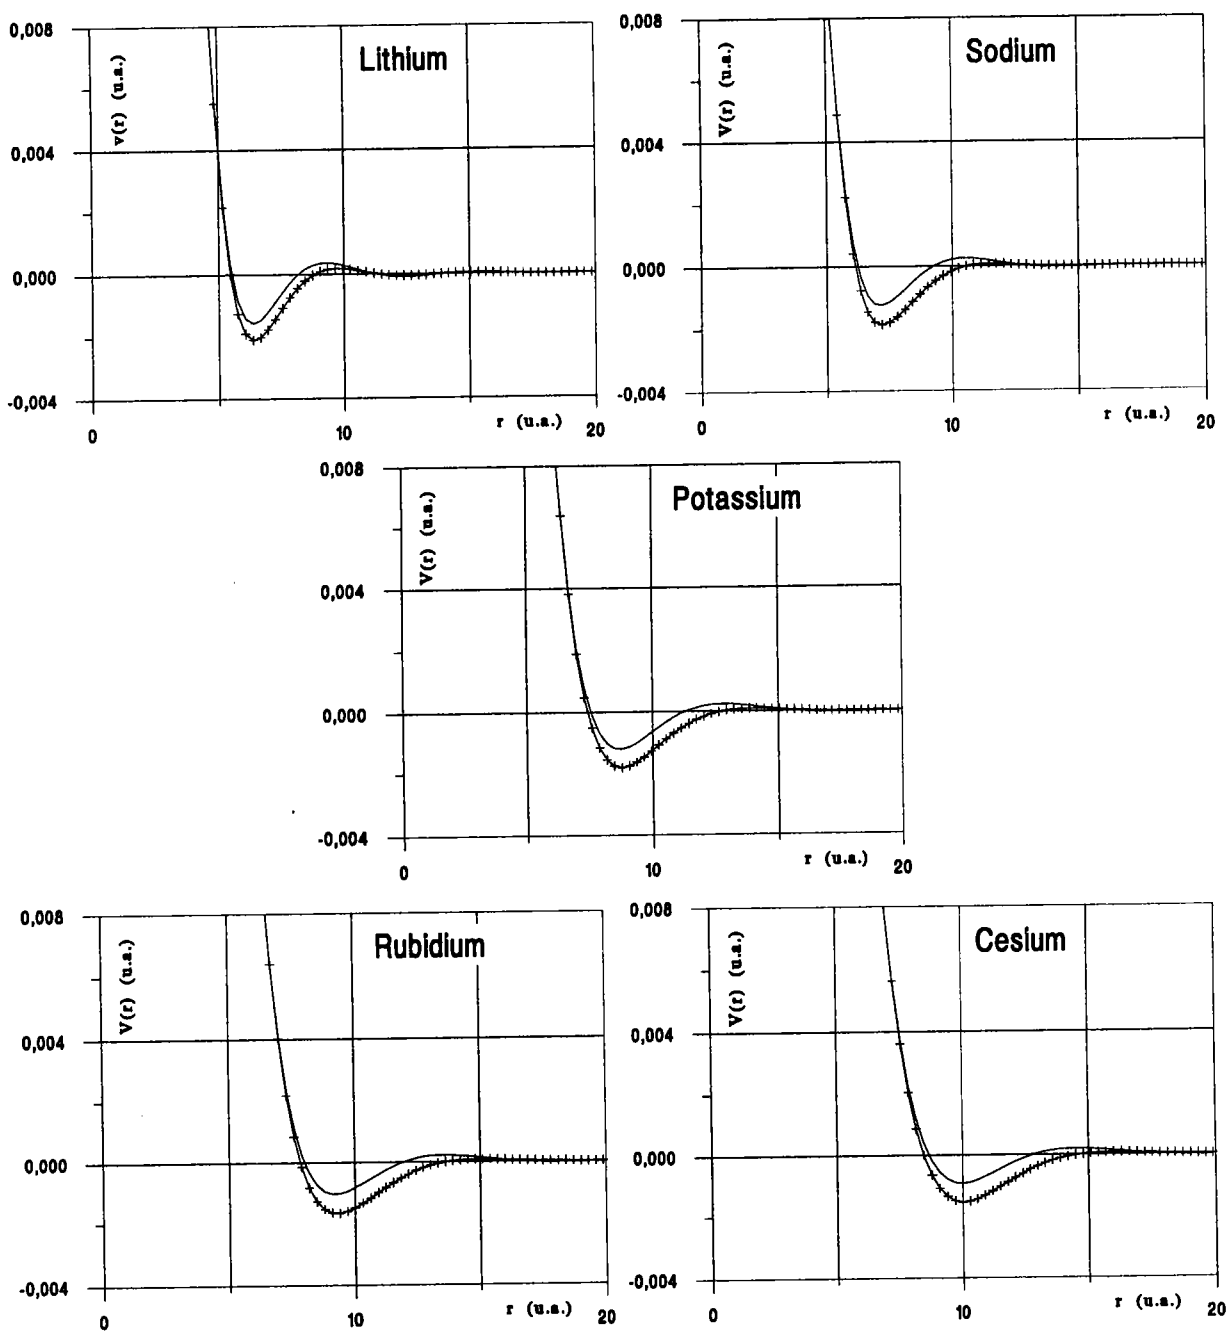 0,008
Lithium
v(r) (u.a.)
0,004
0,000
-0,004
r (u.a.)
0
10
20
0,008
Sodium
V(r) (u.a.)
0,004
0,000
-0,004
r (u.a.)
0
10
20
0,008
Potassium
V(r) (u.a.)
0,004
0,000
-0,004
r (u.a.)
0
10
20
0,008
Rubidium
V(r) (u.a.)
0,004
0,000
-0,004
r (u.a.)
0
10
20
0,008
Cesium
V(r) (u.a.)
0,004
0,000
-0,004
r (u.a.)
0
10
20